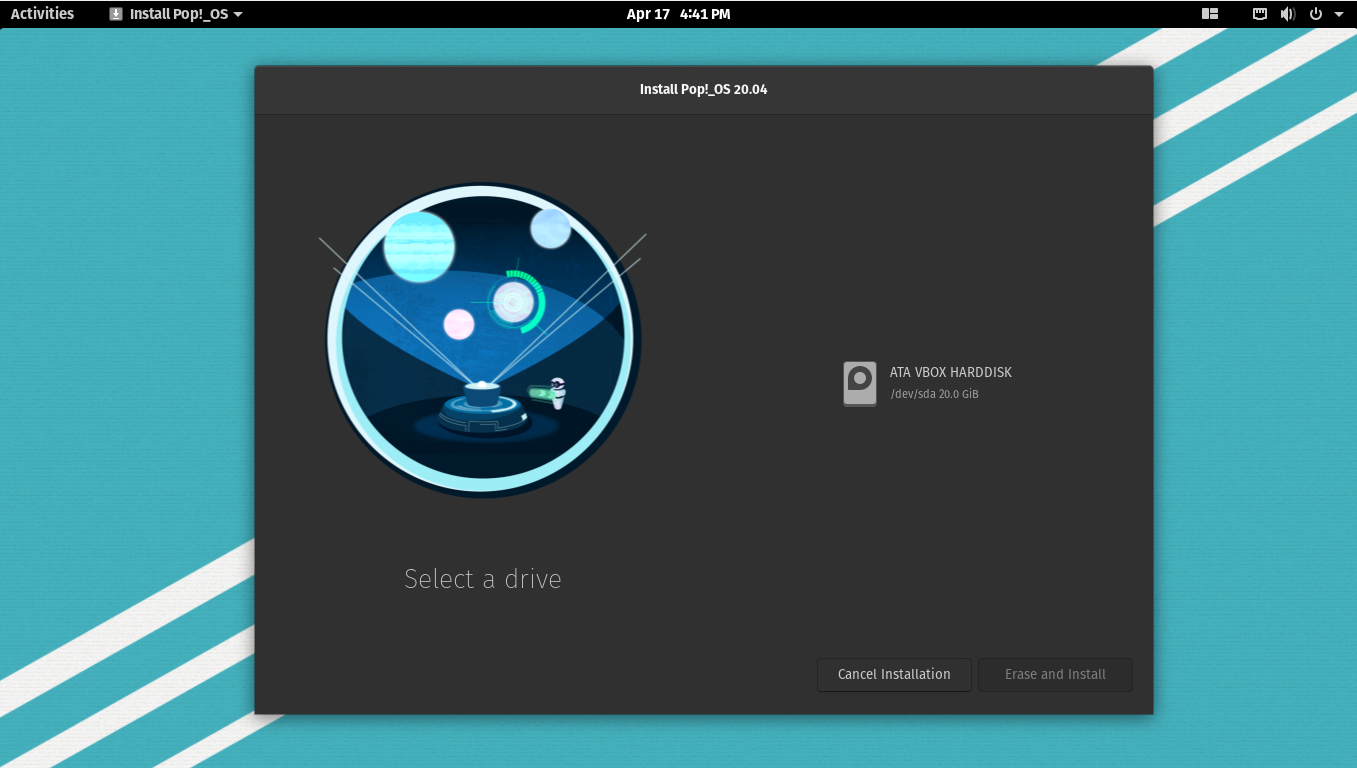 Activities Install Pop!_OS Apr 17 4:41 PM
Install Pop!_OS 20.04
ATA VBOX HARDDISK
/dev/sda 20.0 GiB
Select a drive
Cancel Installation Erase and Install